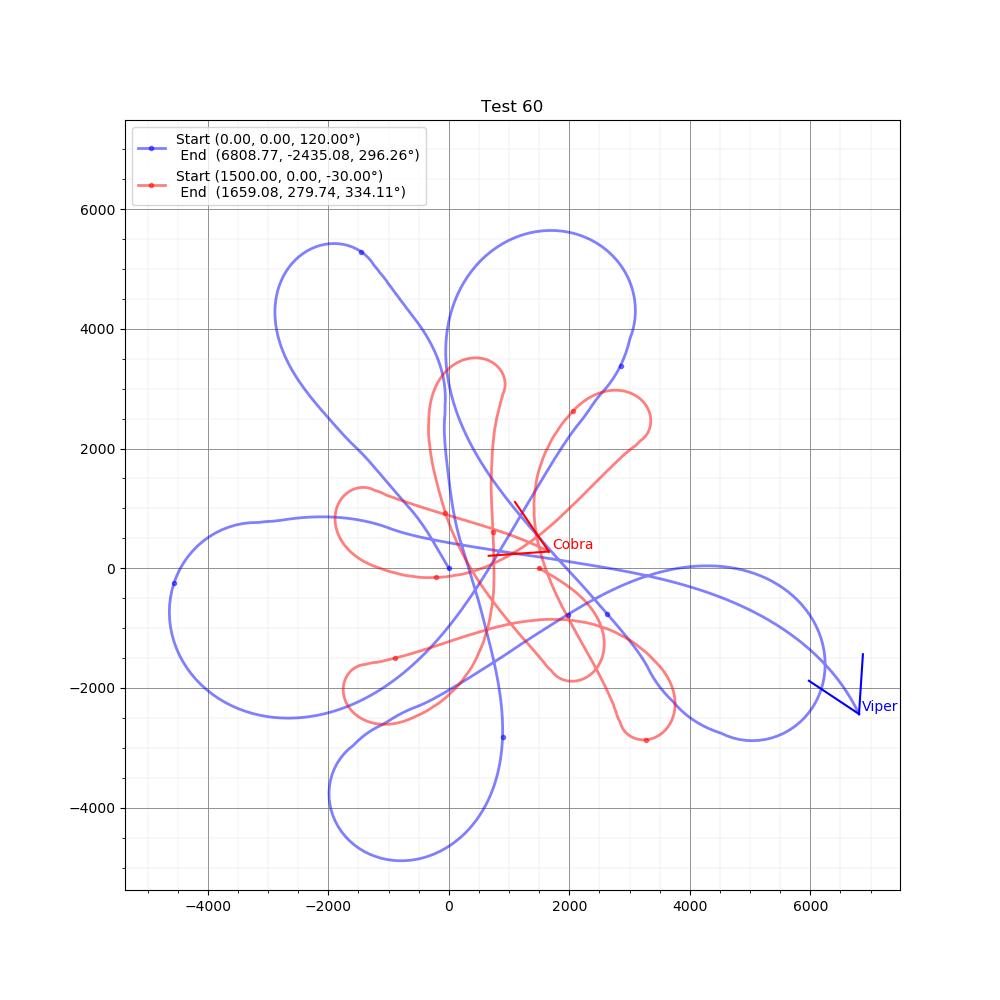 Test 60
Start (0.00, 0.00, 120.00°)
End  (6808.77, -2435.08, 296.26°)
Start (1500.00, 0.00, -30.00°)
End  (1659.08, 279.74, 334.11°)
6000
4000
2000
0
−2000
−4000
Cobra
Viper
−4000 −2000 0 2000 4000 6000